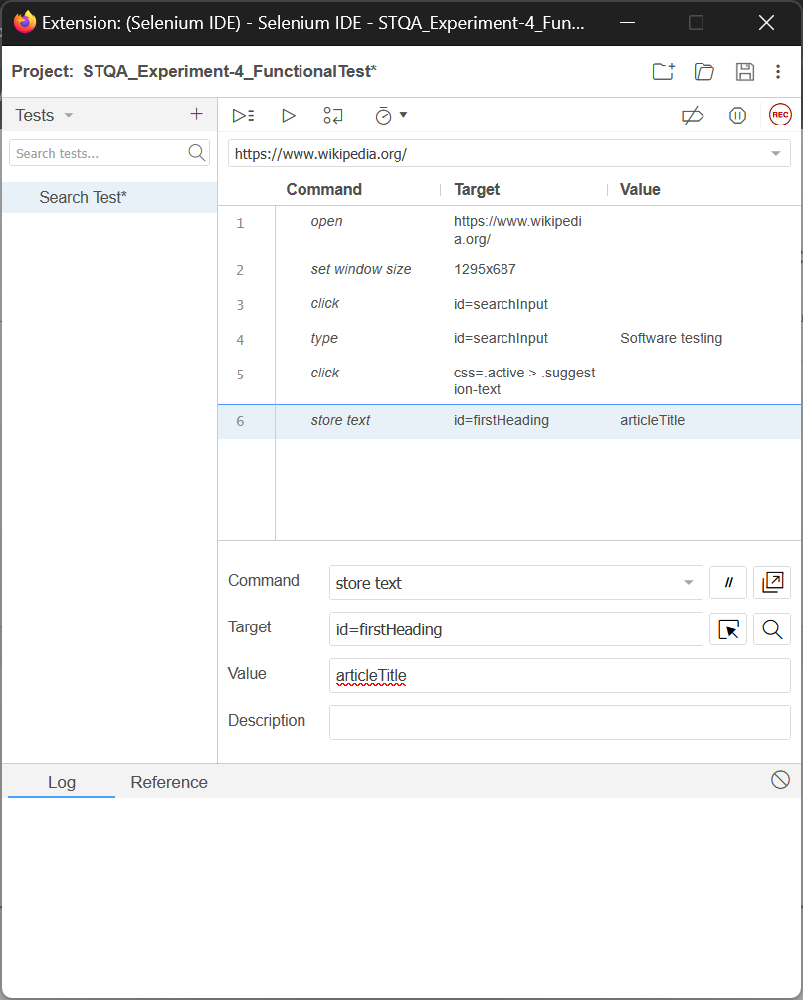 Extension: (Selenium IDE) - Selenium IDE - STQA_Experiment-4_Fun...
Project: STQA_Experiment-4_FunctionalTest*
Tests
REC
Search tests...
https://www.wikipedia.org/
Search Test*
Command Target Value
1 open https://www.wikipedi
a.org/
2 set window size 1295x687
3 click id=searchInput
4 type id=searchInput Software testing
5 click css=.active > .suggest
ion-text
6 store text id=firstHeading articleTitle
Command store text //
Target id=firstHeading
Value articleTitle
Description
Log Reference